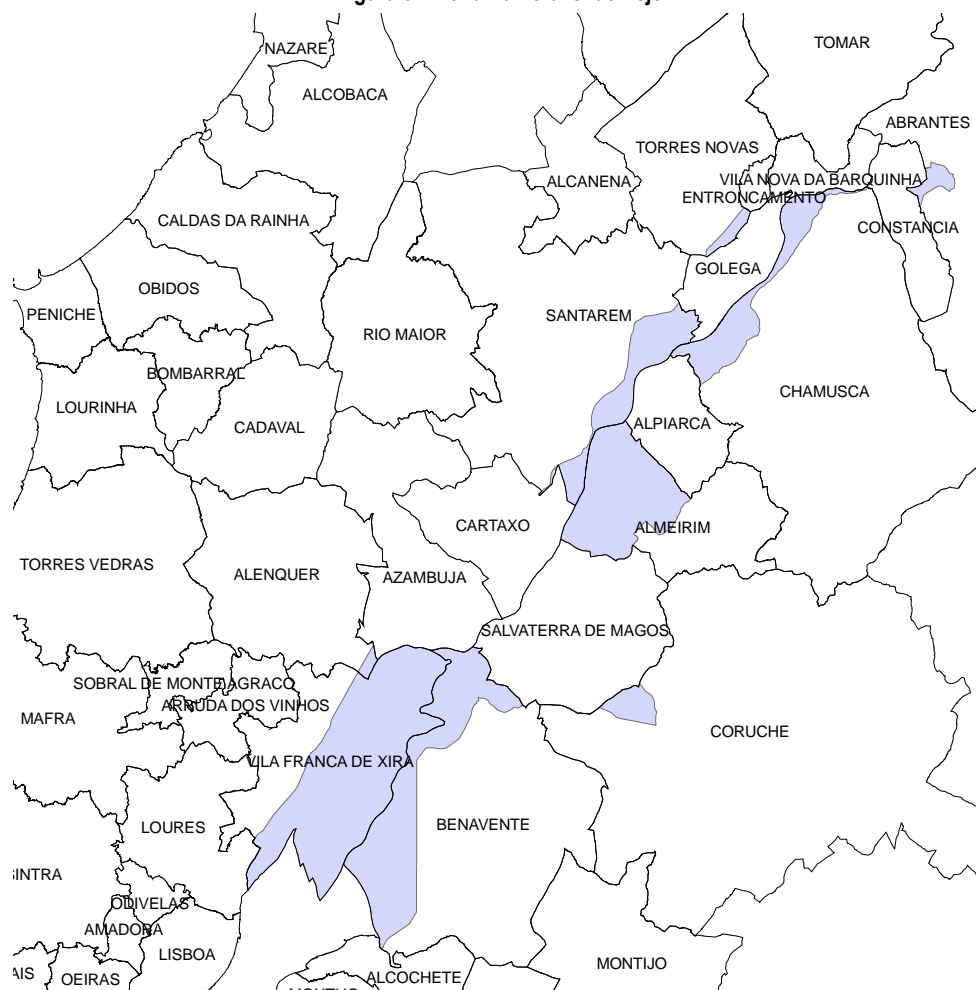 NAZARE
TOMAR
ALCOBACA
ABRANTES
TORRES NOVAS
ALCANENA
VILA NOVA DA BARQUINHA
ENTRONCAMENTO
CALDAS DA RAINHA
CONSTANCIA
GOLEGA
OBIDOS
PENICHE
SANTAREM
RIO MAIOR
BOMBARRAL
CHAMUSCA
LOURINHA
ALPIARCA
CADAVAL
CARTAXO
ALMEIRIM
TORRES VEDRAS
ALENQUER
AZAMBUJA
SALVATERRA DE MAGOS
SOBRAL DE MONTE AGRACO
ARRUDA DOS VINHOS
MAFRA
CORUCHE
VILA FRANCA DE XIRA
LOURES
BENAVENTE
SINTRA
ODIVELAS
AMADORA
LISBOA
MONTIJO
AIS
OEIRAS
ALCOCHETE